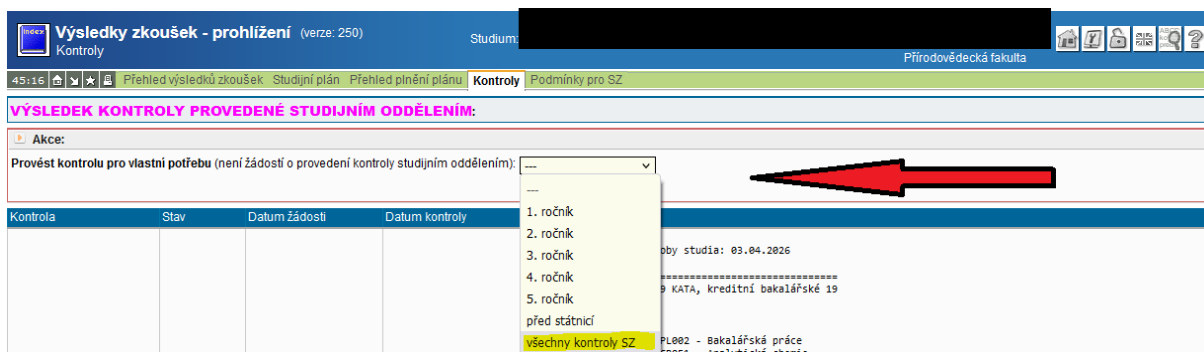 index
Výsledky zkoušek - prohlížení (verze: 250)
Kontroly
Studium:
Přírodovědecká fakulta
45:16 Přehled výsledků zkoušek Studijní plán Přehled plnění plánu Kontroly Podmínky pro SZ
VÝSLEDEK KONTROLY PROVEDENÉ STUDIJNÍM ODDĚLENÍM:
Akce:
Provést kontrolu pro vlastní potřebu (není žádostí o provedení kontroly studijním oddělením): ---
---
1. ročník
2. ročník
3. ročník
4. ročník
5. ročník
před státnicí
všechny kontroly SZ
Kontrola Stav Datum žádosti Datum kontroly
oby studia: 03.04.2026
==============================
9 KATA, kreditní bakalářské 19
PL002 - Bakalářská práce